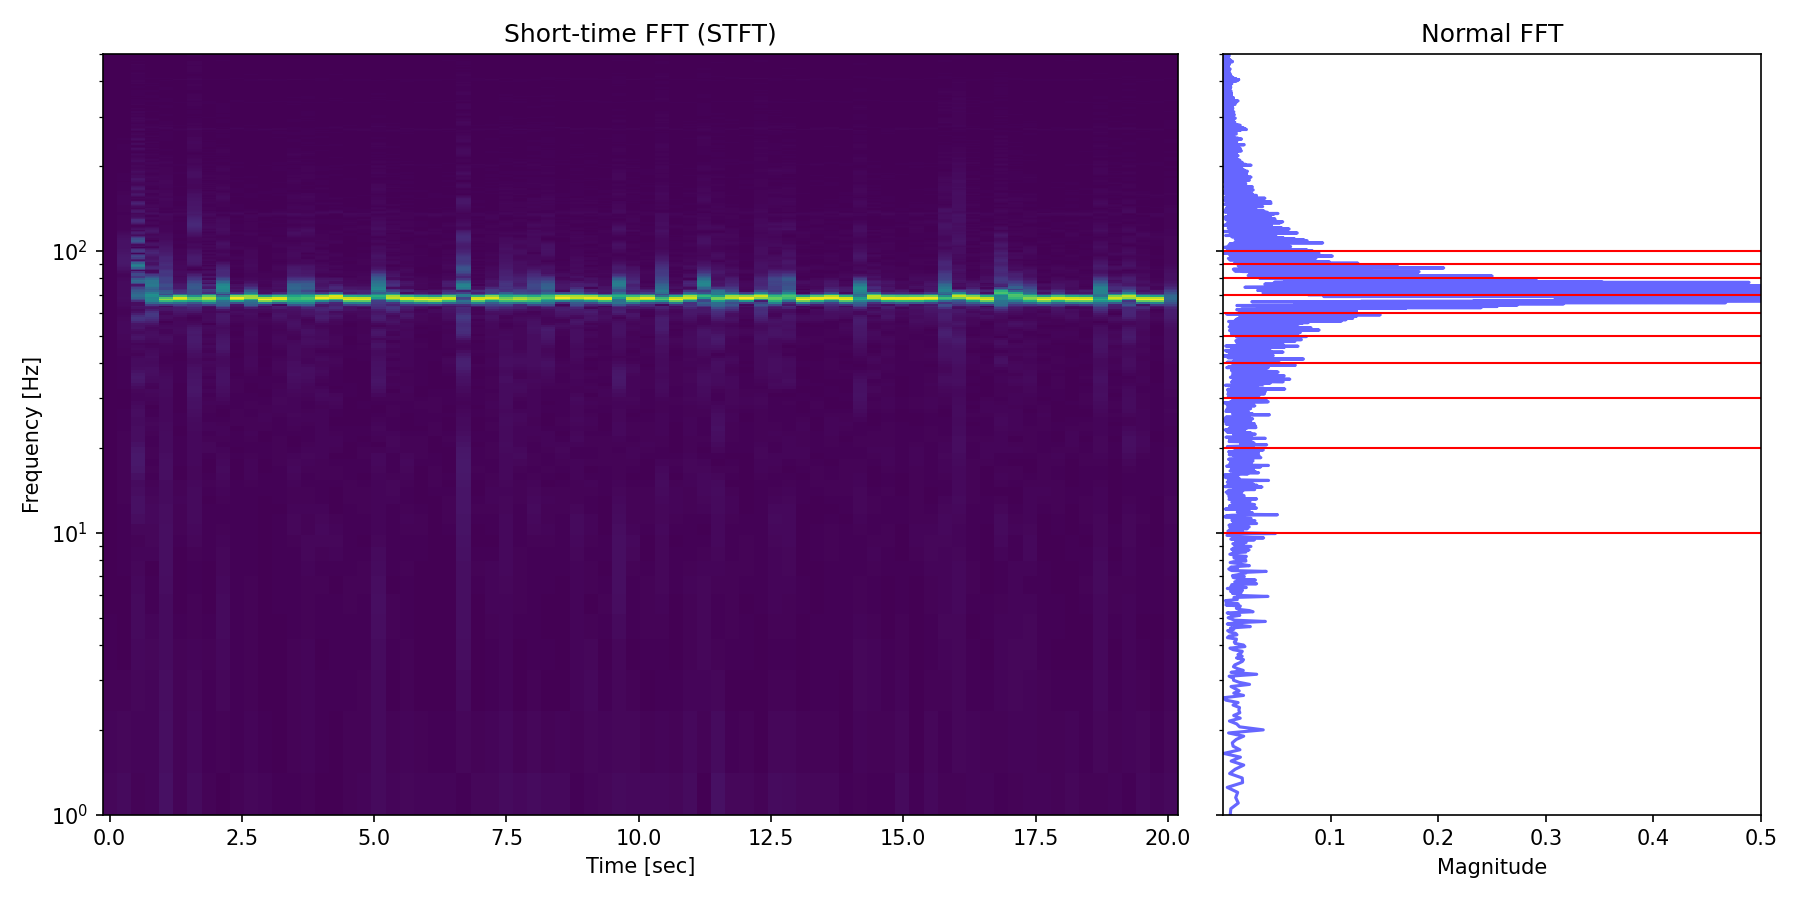 Short-time FFT (STFT)
Normal FFT
Frequency [Hz]
10²
10¹
10⁰
0.0 2.5 5.0 7.5 10.0 12.5 15.0 17.5 20.0
Time [sec]
0.1 0.2 0.3 0.4 0.5
Magnitude